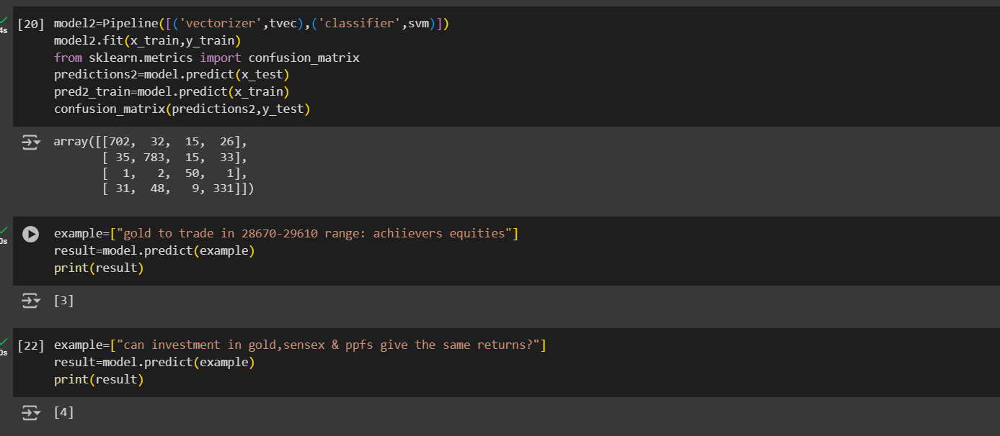 [20] model2=Pipeline([('vectorizer',tvec),('classifier',svm)])
4s
model2.fit(x_train,y_train)
from sklearn.metrics import confusion_matrix
predictions2=model.predict(x_test)
pred2_train=model.predict(x_train)
confusion_matrix(predictions2,y_test)
array([[702, 32, 15, 26],
[ 35, 783, 15, 33],
[ 1, 2, 50, 1],
[ 31, 48, 9, 331]])
example=["gold to trade in 28670-29610 range: achiievers equities"]
0s
result=model.predict(example)
print(result)
[3]
[22] example=["can investment in gold,sensex & ppfs give the same returns?"]
0s
result=model.predict(example)
print(result)
[4]